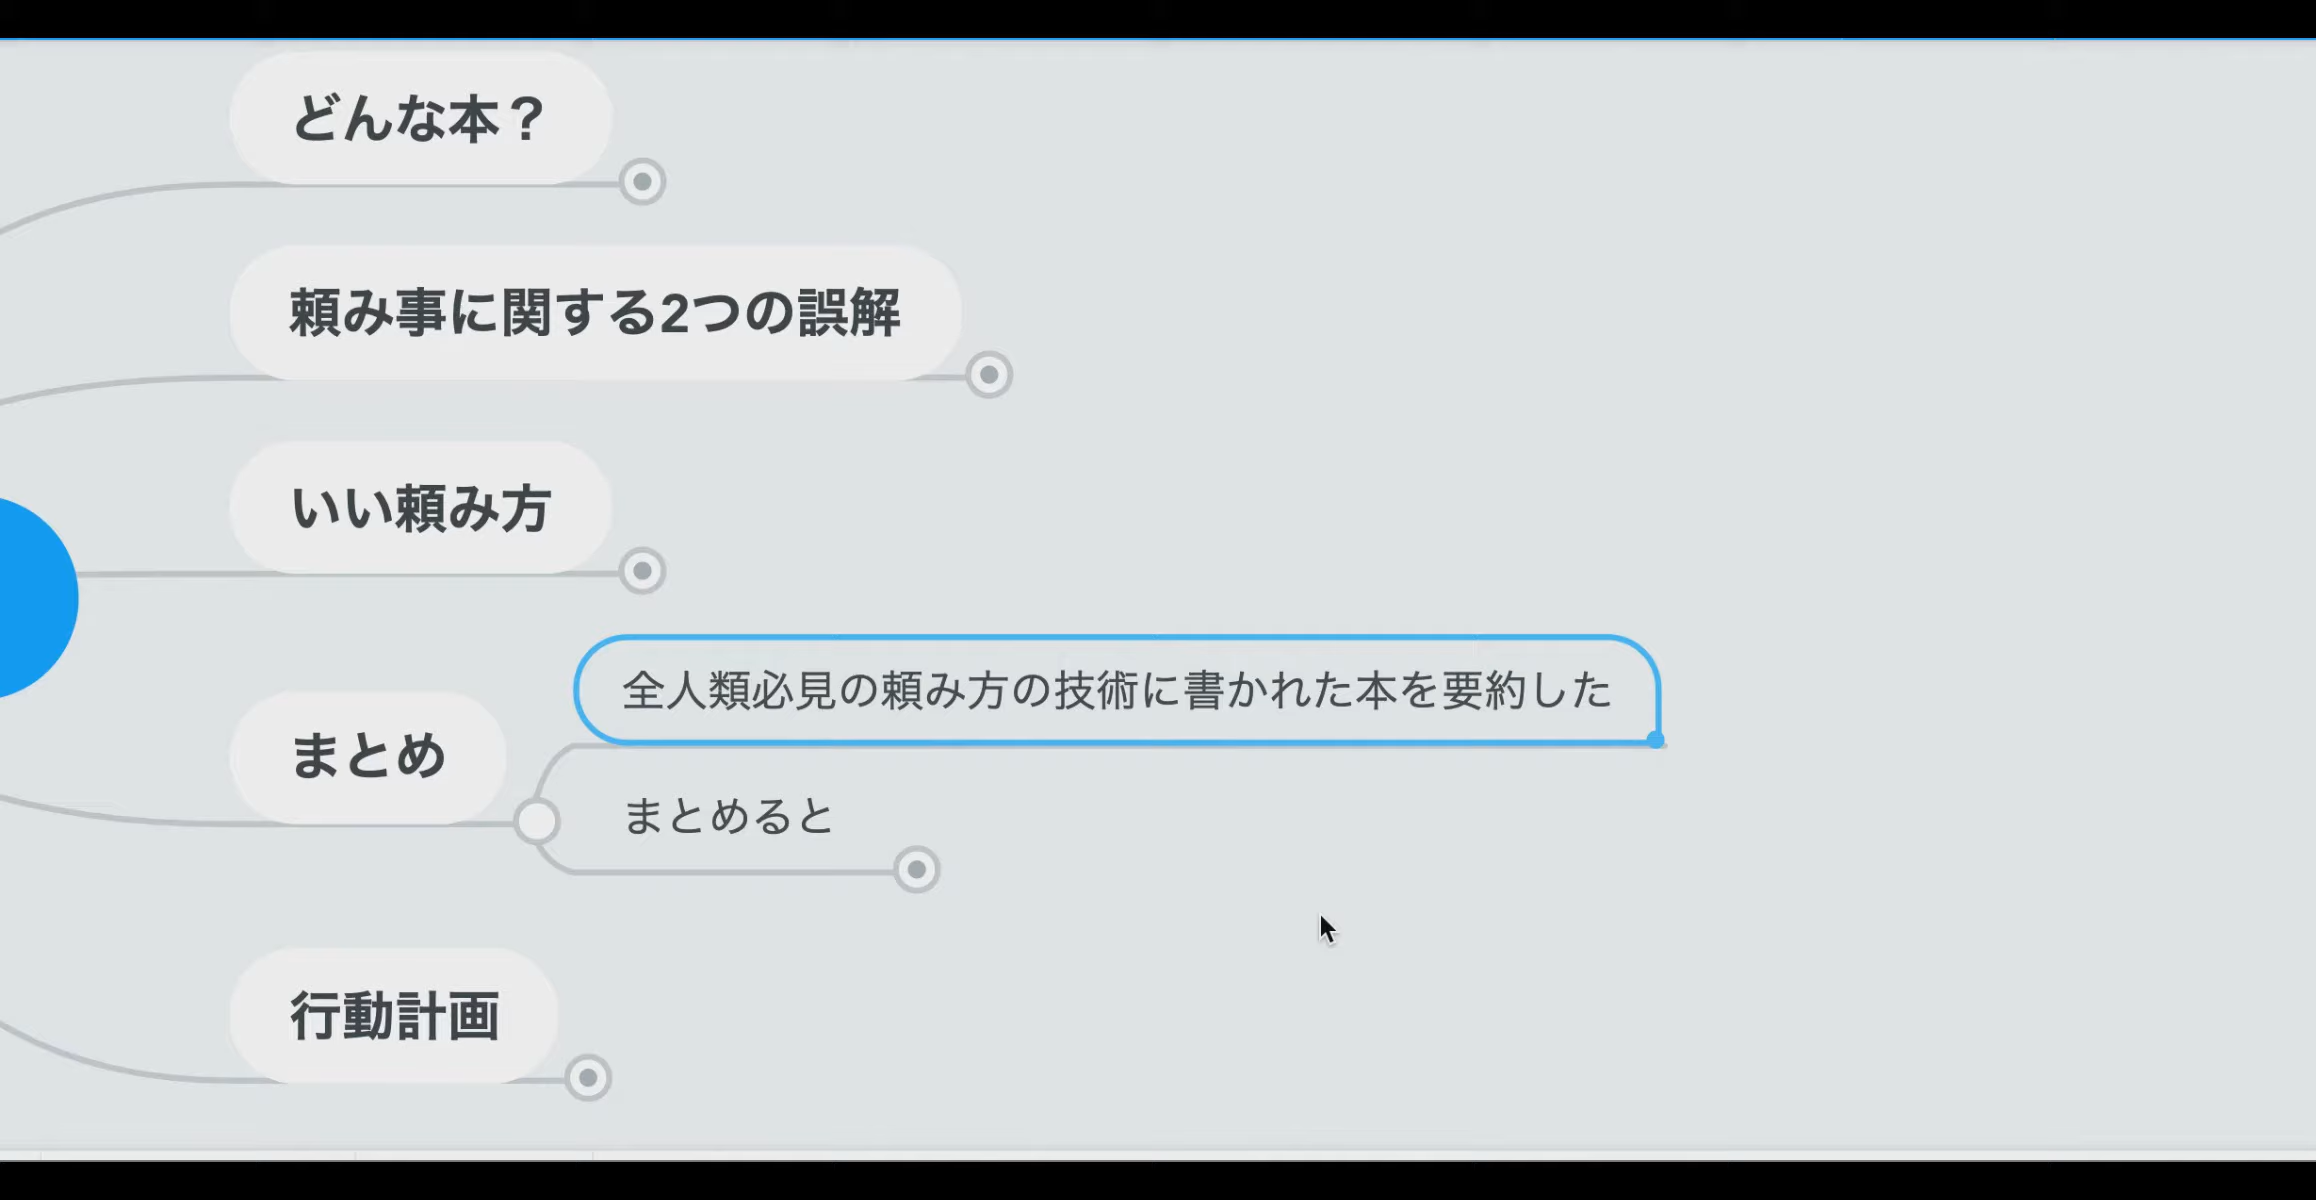 どんな本？
頼み事に関する2つの誤解
いい頼み方
全人類必見の頼み方の技術に書かれた本を要約した
まとめ
まとめると
行動計画